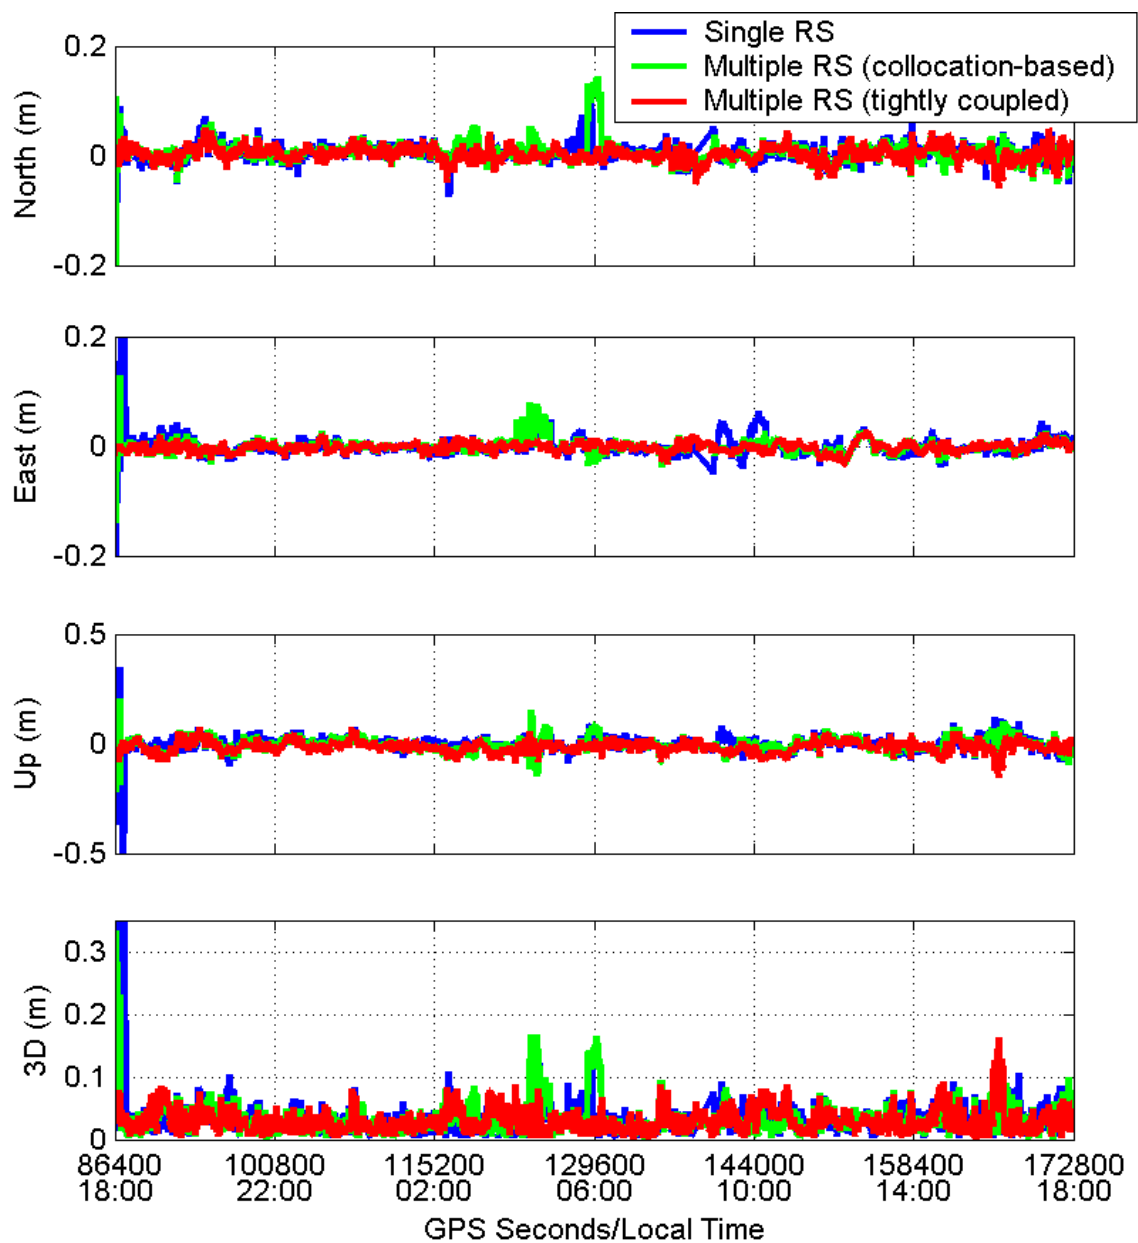 Single RS
Multiple RS (collocation-based)
Multiple RS (tightly coupled)
0.2
0
-0.2
North (m)
0.2
0
-0.2
East (m)
0.5
0
-0.5
Up (m)
0.3
0.2
0.1
0
3D (m)
86400 100800 115200 129600 144000 158400 172800
18:00 22:00 02:00 06:00 10:00 14:00 18:00
GPS Seconds/Local Time